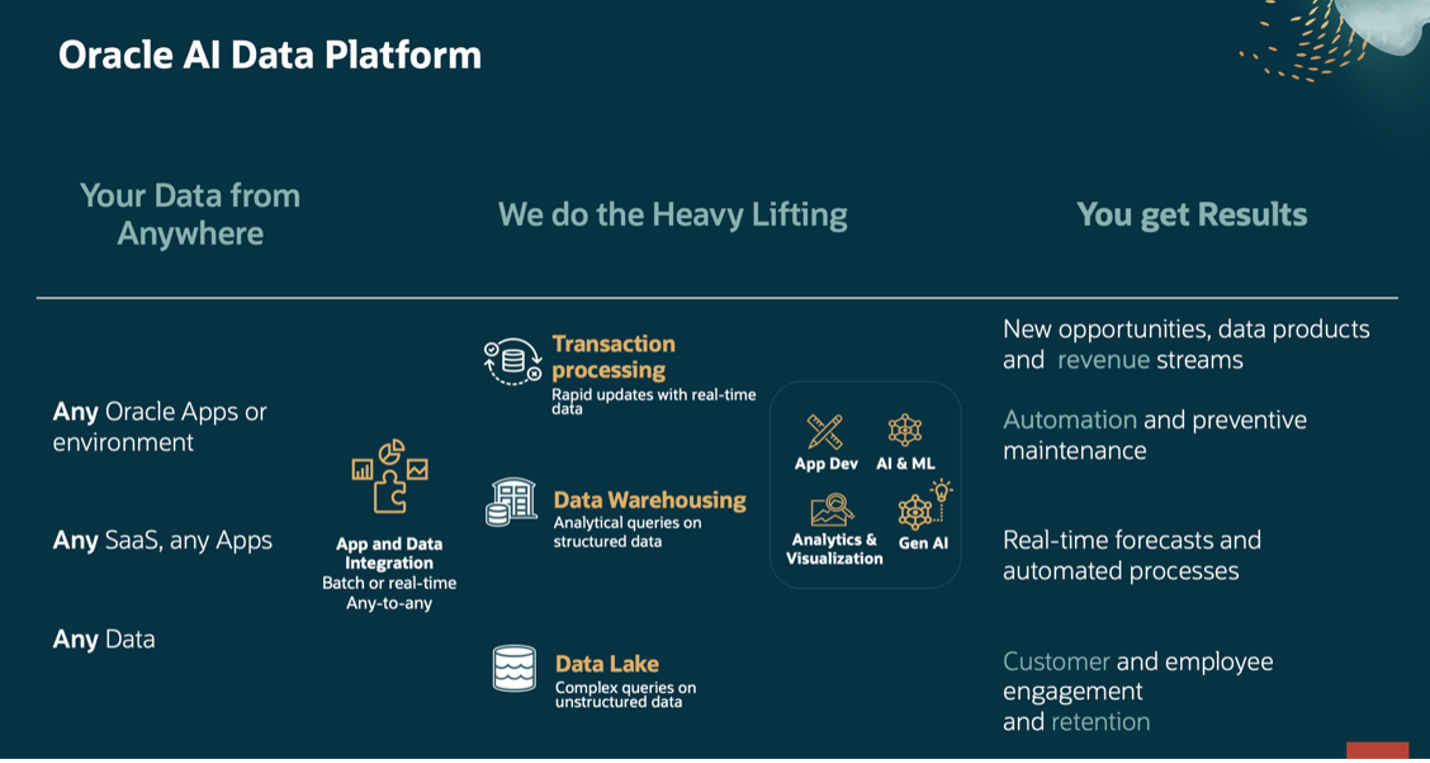 Oracle AI Data Platform
Your Data from
Anywhere
We do the Heavy Lifting
You get Results
Any Oracle Apps or
environment
Any SaaS, any Apps
Any Data
App and Data
Integration
Batch or real-time
Any-to-any
Transaction
processing
Rapid updates with real-time
data
Data Warehousing
Analytical queries on
structured data
Data Lake
Complex queries on
unstructured data
App Dev
AI & ML
Analytics &
Visualization
Gen AI
New opportunities, data products
and revenue streams
Automation and preventive
maintenance
Real-time forecasts and
automated processes
Customer and employee
engagement
and retention